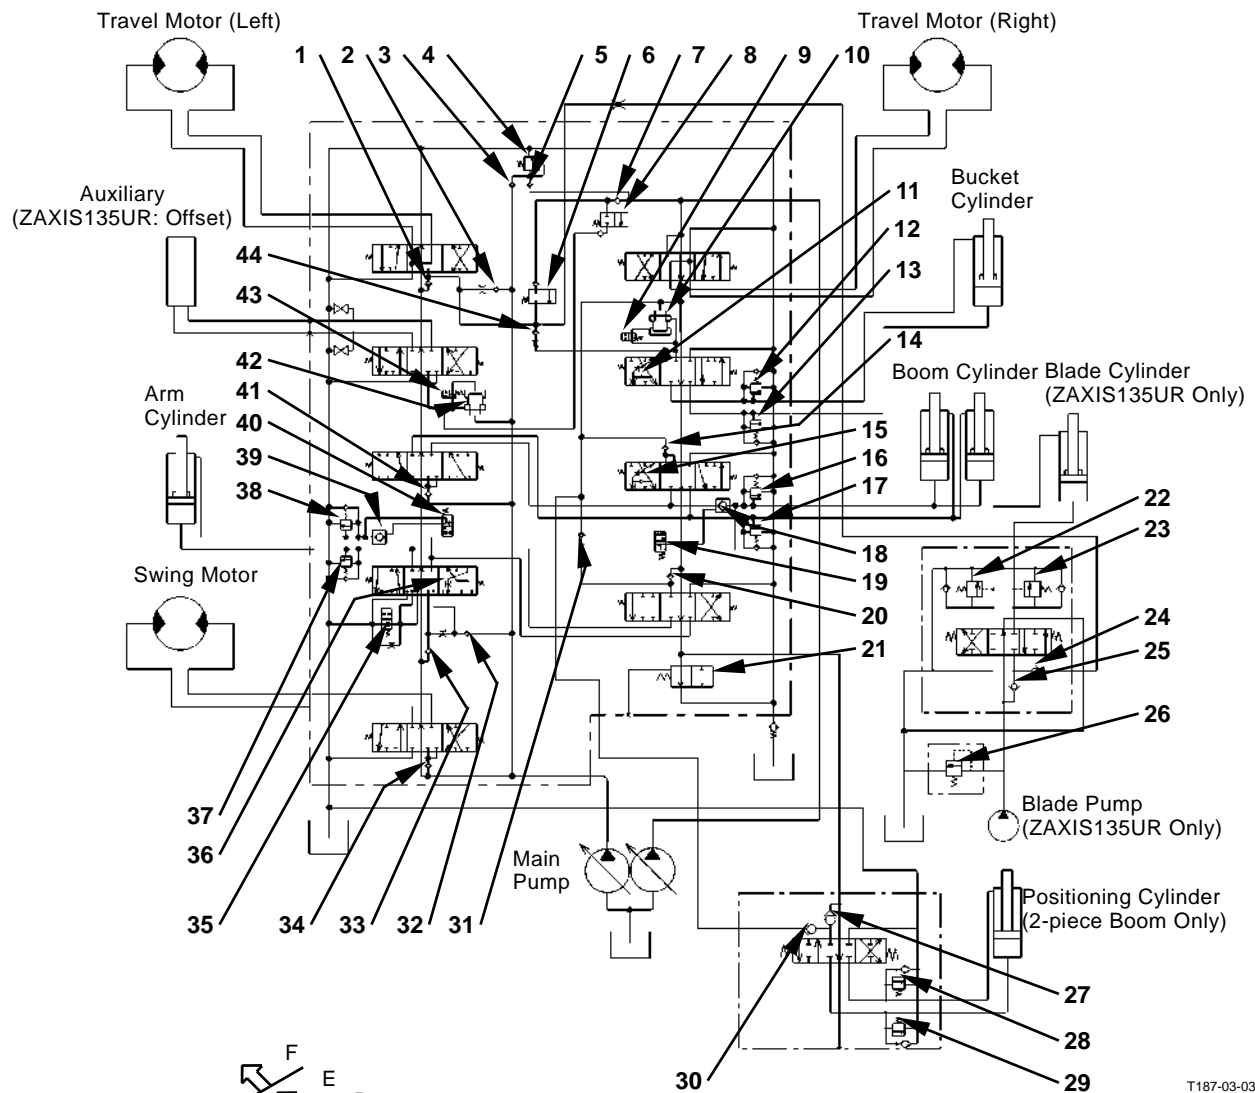 Travel Motor (Left)
Travel Motor (Right)
1 2 3 4 5 6 7 8 9 10
Auxiliary
(ZAXIS135UR: Offset)
11
Bucket
Cylinder
12
13
44
43
14
42
Boom Cylinder
Blade Cylinder
(ZAXIS135UR Only)
Arm
Cylinder
41
40
39
38
15
16
17
22
23
18
19
20
21
24
25
26
Swing Motor
37
36
35
34 33 32 31
Main
Pump
Blade Pump
(ZAXIS135UR Only)
Positioning Cylinder
(2-piece Boom Only)
27
28
29
30
F
E
T187-03-03